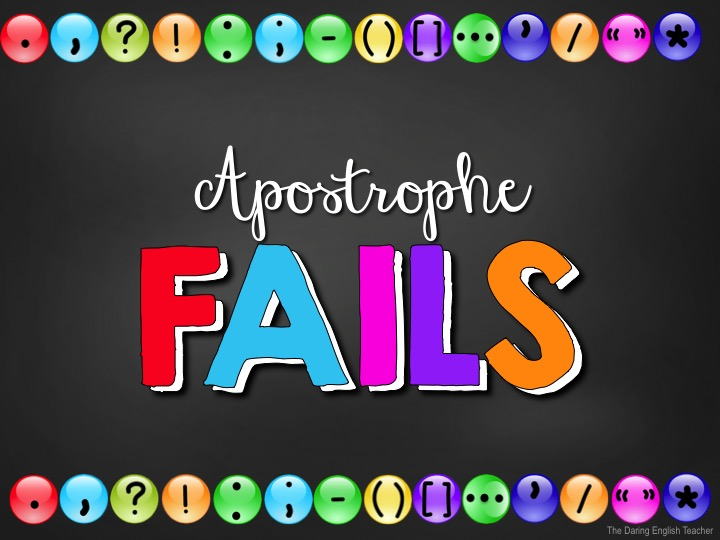 . , ? ! : ; - () [] ... ’ / “ ” *
Apostrophe
FAILS
. , ? ! : ; - () [] ... ’ / “ ” *
The Daring English Teacher